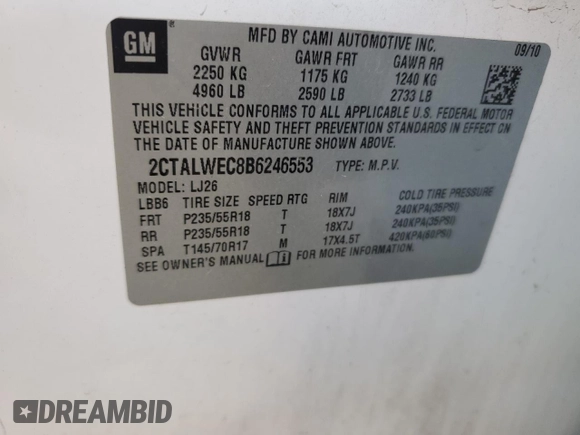 GM
MFD BY CAMI AUTOMOTIVE INC. 09/10
GVWR GAWR FRT GAWR RR
2250 KG 1175 KG 1240 KG
4960 LB 2590 LB 2733 LB
THIS VEHICLE CONFORMS TO ALL APPLICABLE U.S. FEDERAL MOTOR
VEHICLE SAFETY AND THEFT PREVENTION STANDARDS IN EFFECT ON
THE DATE OF MANUFACTURE SHOWN ABOVE.
2CTALWEC8B6246553 TYPE: M.P.V.
MODEL: LJ26
LBB6 TIRE SIZE SPEED RTG RIM COLD TIRE PRESSURE
FRT P235/55R18 T 18X7J 240KPA(35PSI)
RR P235/55R18 T 18X7J 240KPA(35PSI)
SPA T145/70R17 M 17X4.5T 420KPA(60PSI)
SEE OWNER'S MANUAL i FOR MORE INFORMATION.
DREAMBID